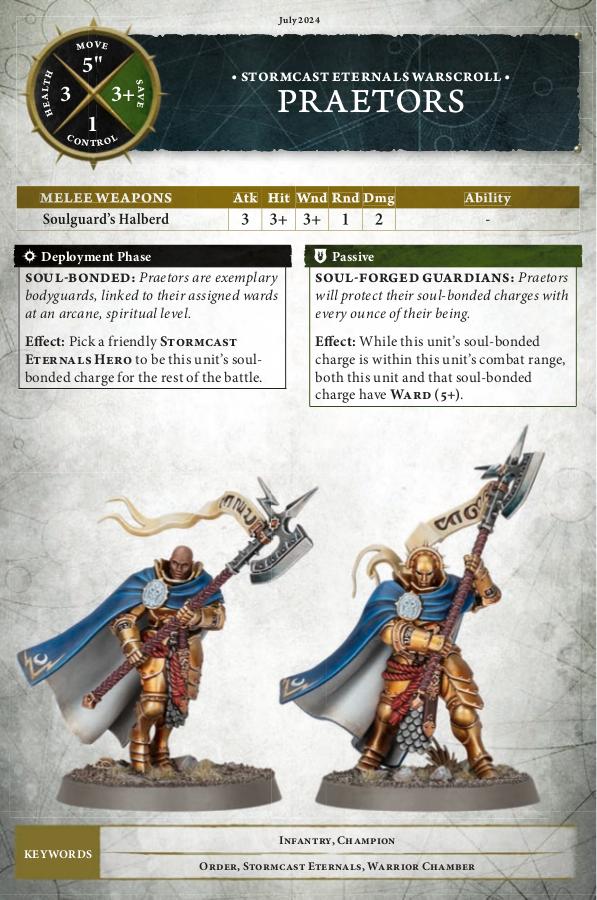 July 2024
MOVE
5"
HEALTH
3
3+
SAVE
1
CONTROL
• STORMCAST ETERNALS WARSCROLL •
PRAETORS
MELEE WEAPONS Atk Hit Wnd Rnd Dmg Ability
Soulguard's Halberd 3 3+ 3+ 1 2 -
Deployment Phase
SOUL-BONDED: Praetors are exemplary
bodyguards, linked to their assigned wards
at an arcane, spiritual level.
Effect: Pick a friendly STORMCAST
ETERNALS HERO to be this unit's soul-
bonded charge for the rest of the battle.
Passive
SOUL-FORGED GUARDIANS: Praetors
will protect their soul-bonded charges with
every ounce of their being.
Effect: While this unit's soul-bonded
charge is within this unit's combat range,
both this unit and that soul-bonded
charge have WARD (5+).
KEYWORDS
INFANTRY, CHAMPION
ORDER, STORMCAST ETERNALS, WARRIOR CHAMBER